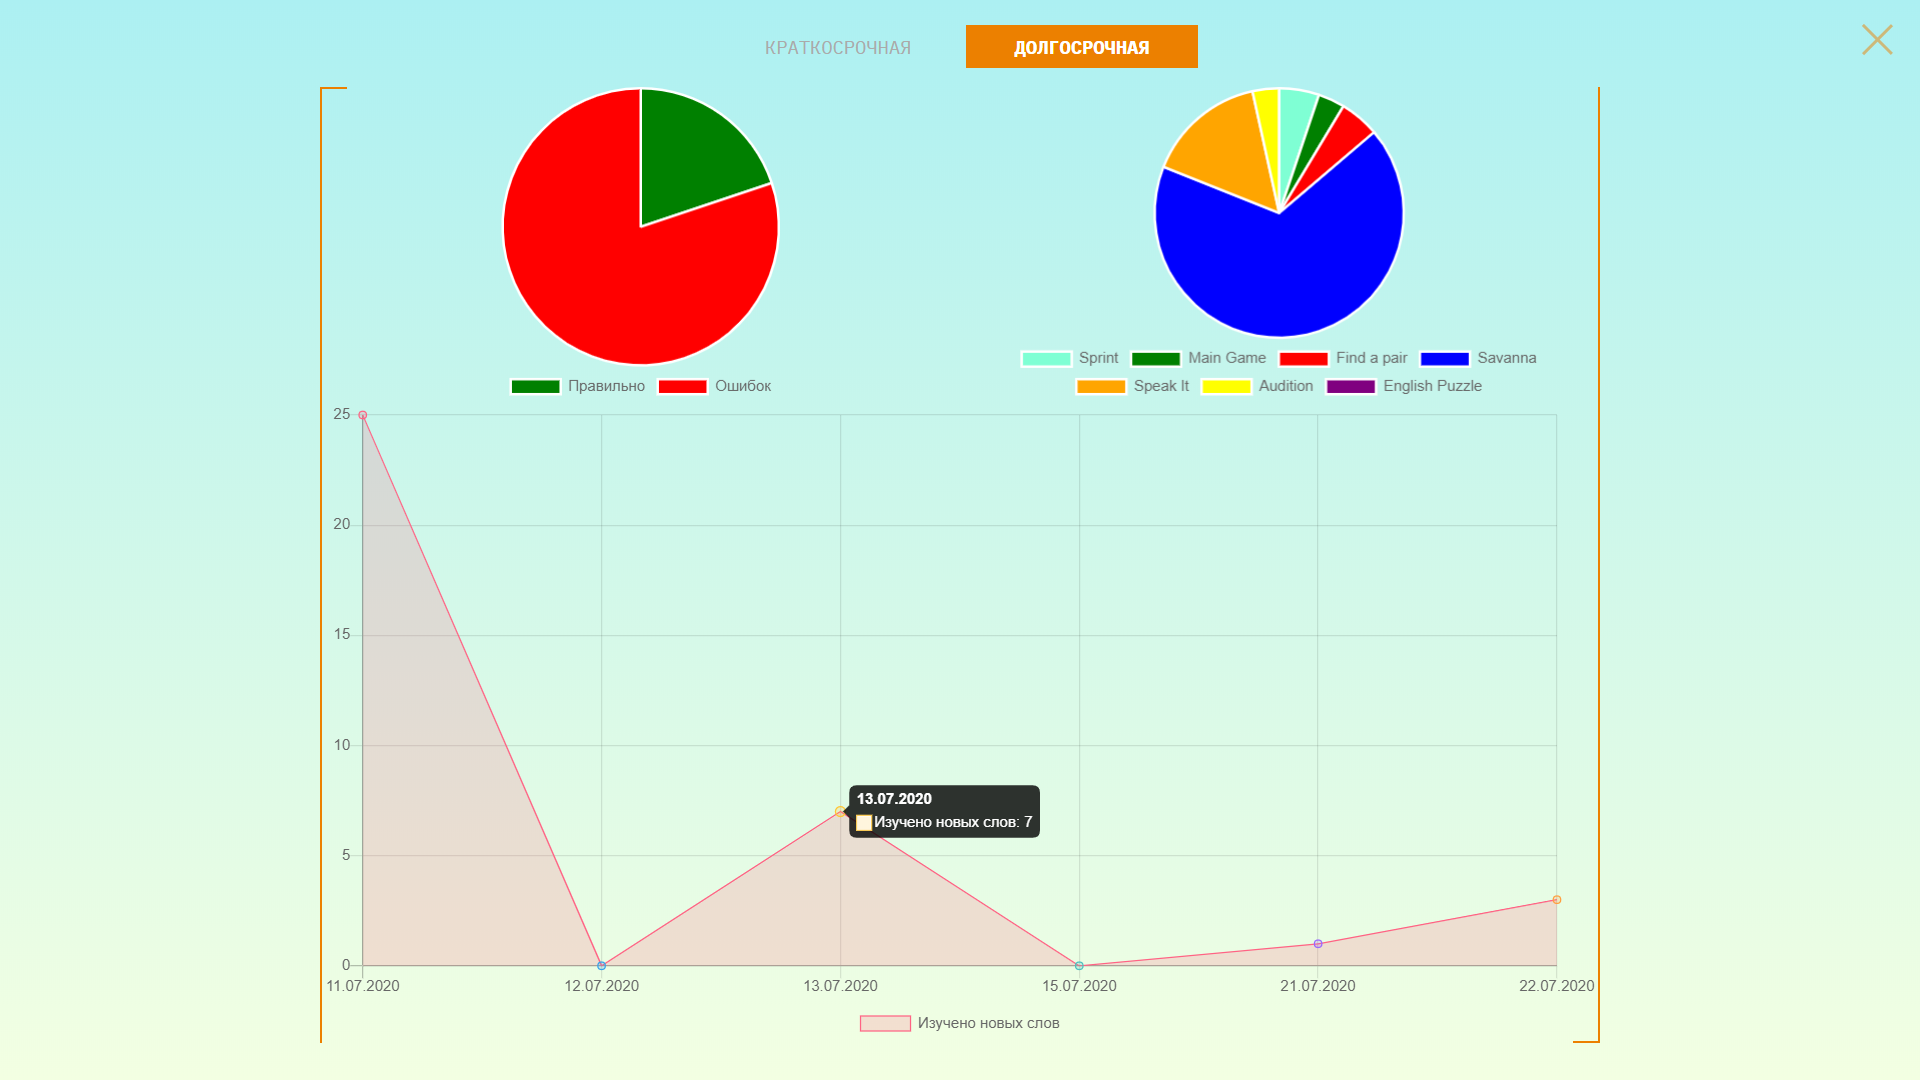 КРАТКОСРОЧНАЯ ДОЛГОСРОЧНАЯ
Правильно Ошибок
Sprint Main Game Find a pair Savanna
Speak It Audition English Puzzle
25
20
15
10
5
0
13.07.2020
Изучено новых слов: 7
11.07.2020 12.07.2020 13.07.2020 15.07.2020 21.07.2020 22.07.2020
Изучено новых слов